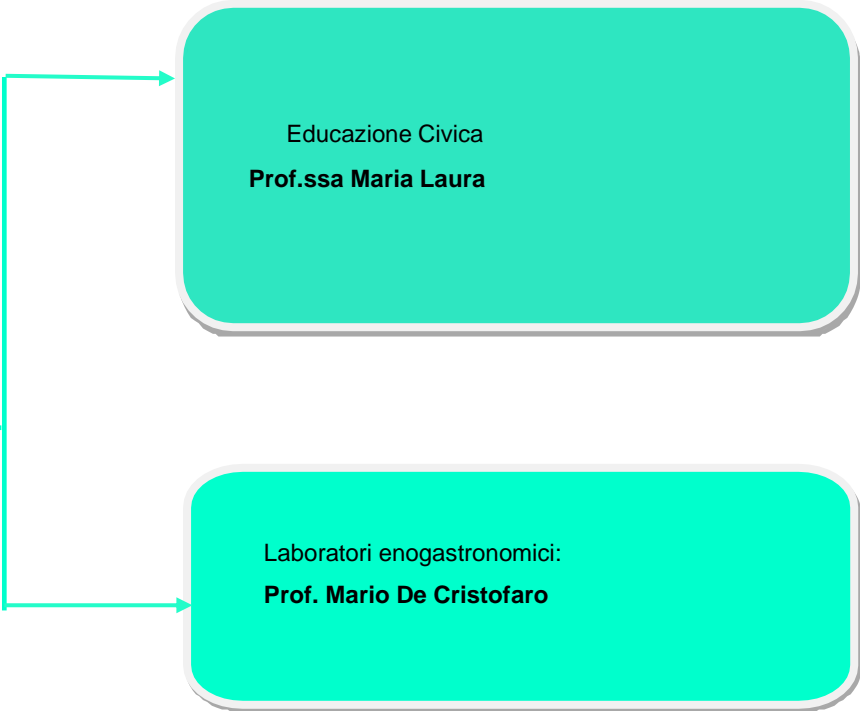 Educazione Civica
Prof.ssa Maria Laura
Laboratori enogastronomici:
Prof. Mario De Cristofaro